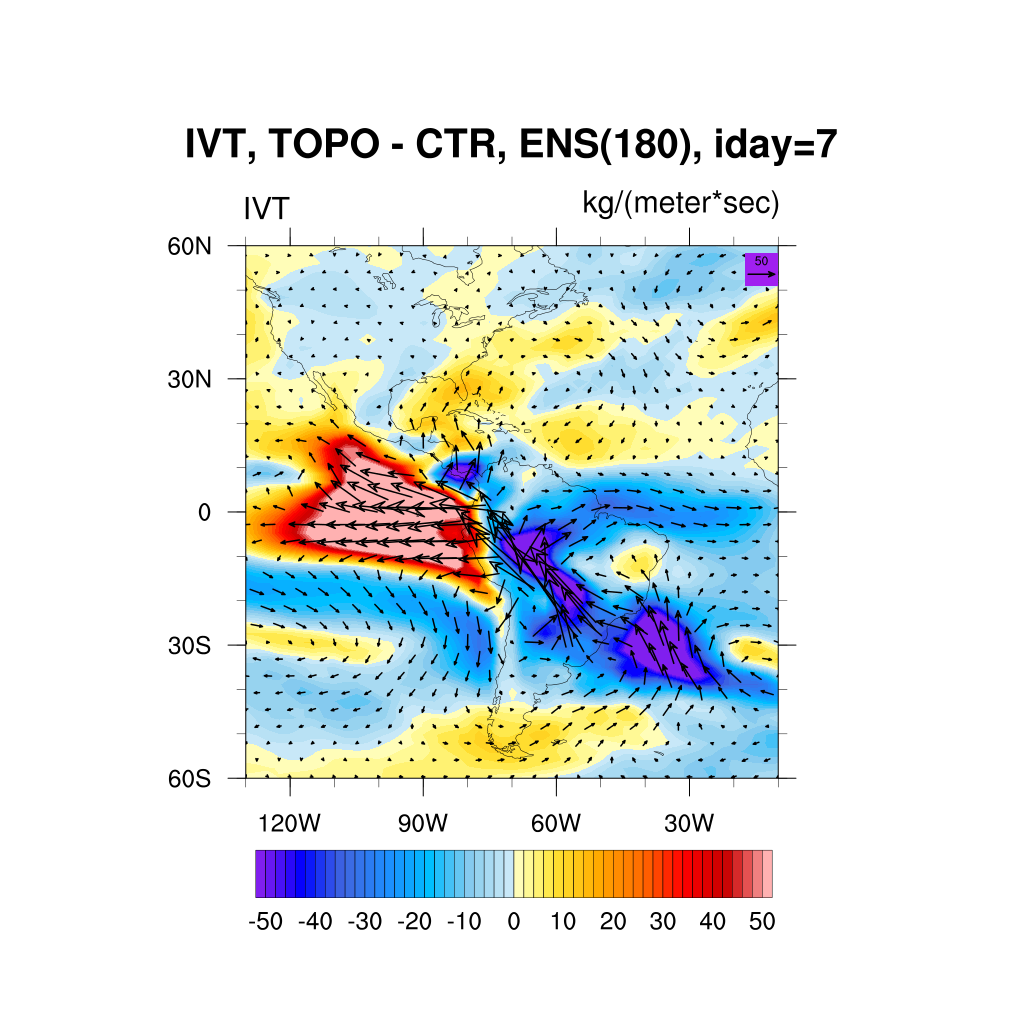 IVT, TOPO - CTR, ENS(180), iday=7
IVT kg/(meter*sec)
60N
50
30N
0
30S
60S
120W 90W 60W 30W
-50 -40 -30 -20 -10 0 10 20 30 40 50